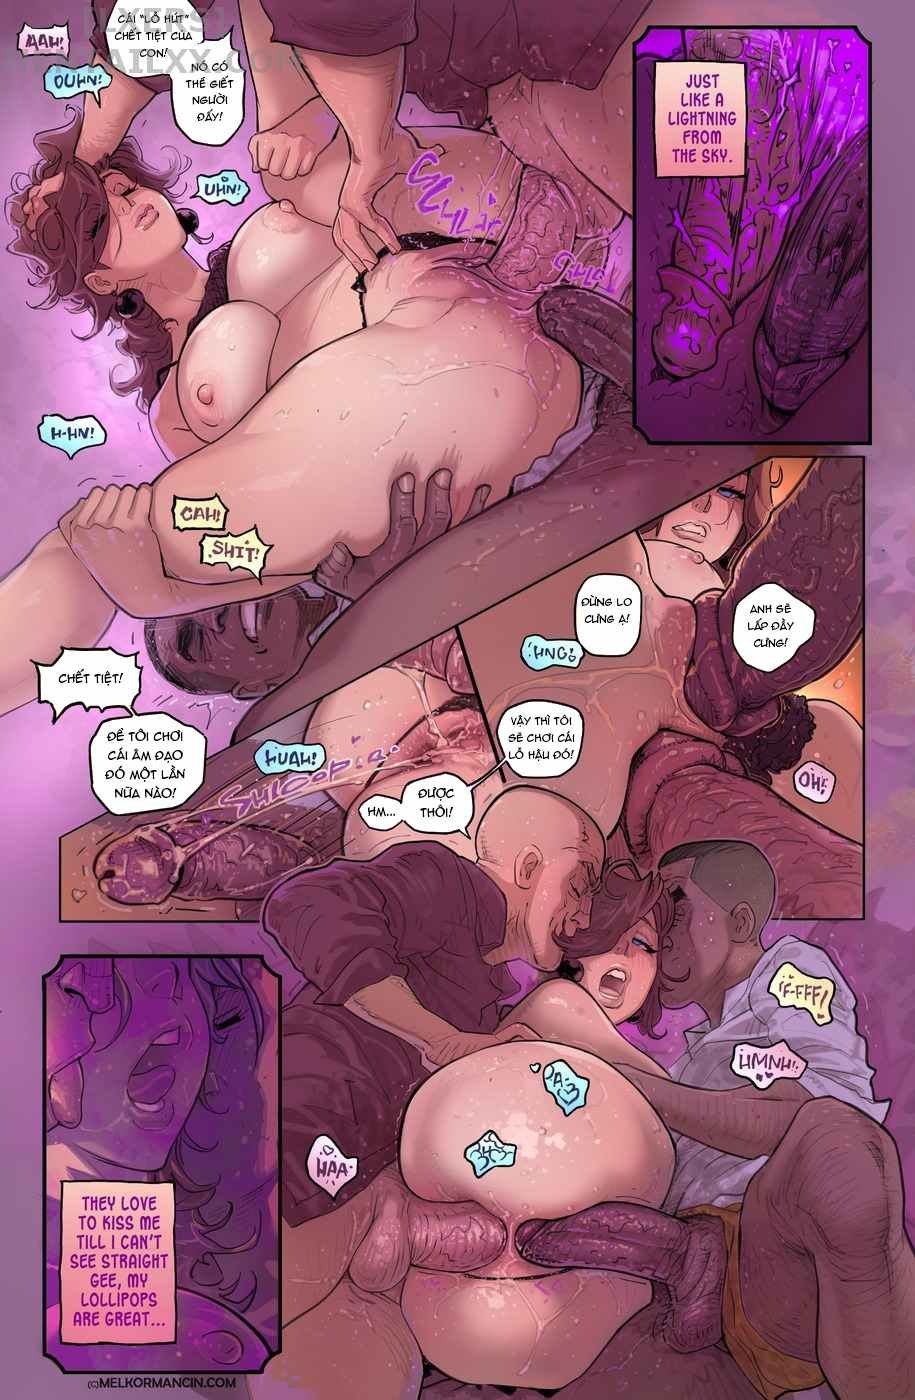 AAH!
OUHN!
CÁI "LỖ HÚT"
CHẾT TIỆT CỦA
CON!
NÓ CÓ
THỂ GIẾT
NGƯỜI
ĐẤY!
UHN!
H-HN!
JUST
LIKE A
LIGHTNING
FROM
THE SKY.
CAH!
SHIT!
ĐỪNG LO
CƯNG Ạ!
ANH SẼ
LẤP ĐẦY
CƯNG!
HNG!
OH!
CHẾT TIỆT!
ĐỂ TÔI CHƠI
CÁI ÂM ĐẠO
ĐÓ MỘT LẦN
NỮA NÀO!
HUAH!
VẬY THÌ TÔI
SẼ CHƠI CÁI
LỖ HẬU ĐÓ!
HM...
ĐƯỢC
THÔI!
F-FFF!
HMNH!
HAA
THEY LOVE
TO KISS ME
TILL I CAN'T
SEE STRAIGHT
GEE, MY
LOLLIPOPS
ARE GREAT...
(C)MELKORMANCIN.COM